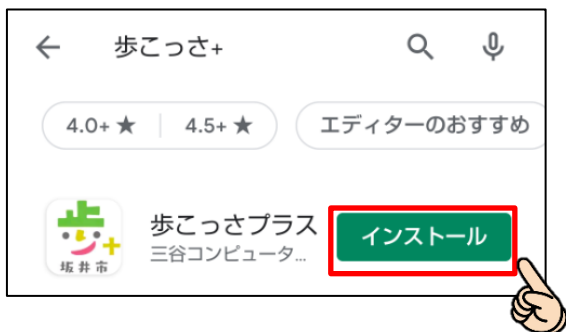 歩こっさ+
4.0+ ★ 4.5+ ★ エディターのおすすめ
歩こっさプラス
三谷コンピュータ...
インストール
歩+
坂井市